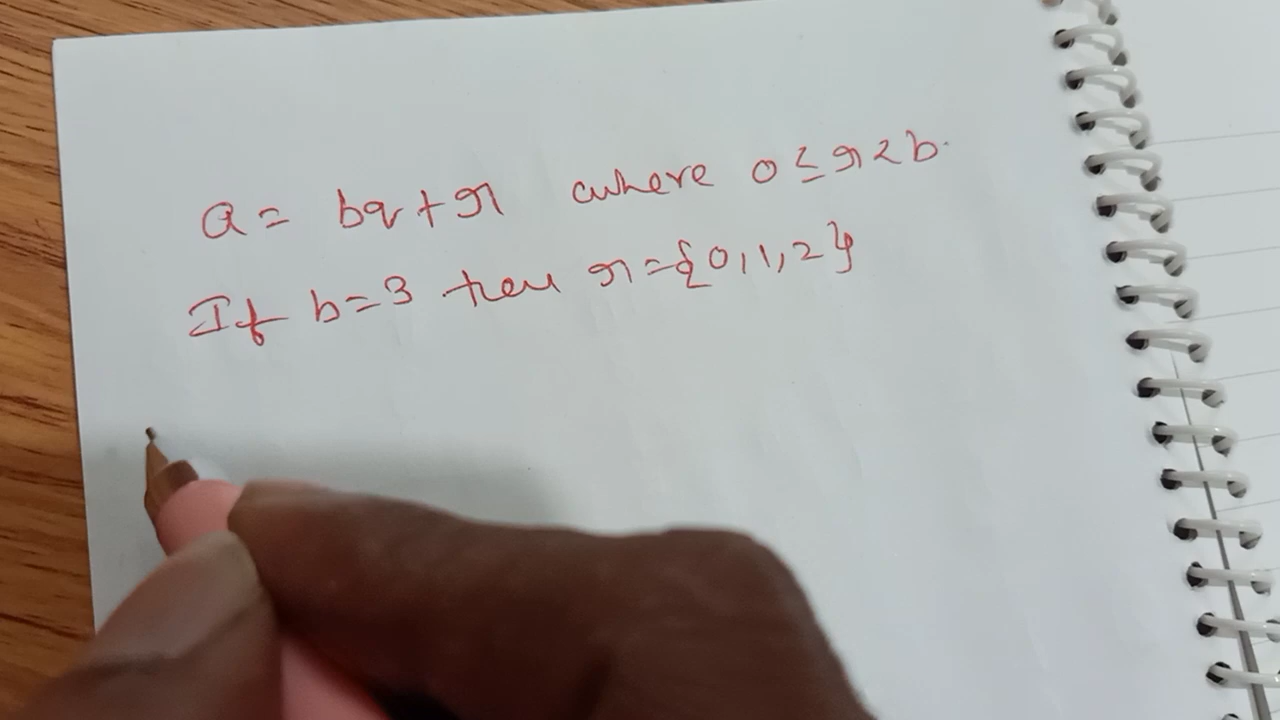 a = bq + r where 0 ≤ r < b.
If b = 3 then r = {0, 1, 2}